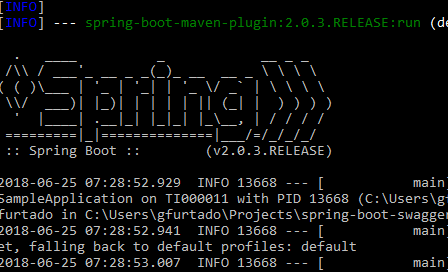 [INFO]
[INFO] --- spring-boot-maven-plugin:2.0.3.RELEASE:run (de
  .   ____          _            __ _ _
 /\\ / ___'_ __ _ _(_)_ __  __ _ \ \ \ \
( ( )\___ | '_ | '_| | '_ \/ _` | \ \ \ \
 \\/  ___)| |_)| | | | | || (_| |  ) ) ) )
  '  |____| .__|_| |_|_| |_\__, | / / / /
 =========|_|==============|___/=/_/_/_/
 :: Spring Boot ::        (v2.0.3.RELEASE)
2018-06-25 07:28:52.929  INFO 13668 --- [           main]
SampleApplication on TI000011 with PID 13668 (C:\Users\gf
furtado in C:\Users\gfurtado\Projects\spring-boot-swagger
2018-06-25 07:28:52.941  INFO 13668 --- [           main]
et, falling back to default profiles: default
2018-06-25 07:28:53.007  INFO 13668 --- [           main]